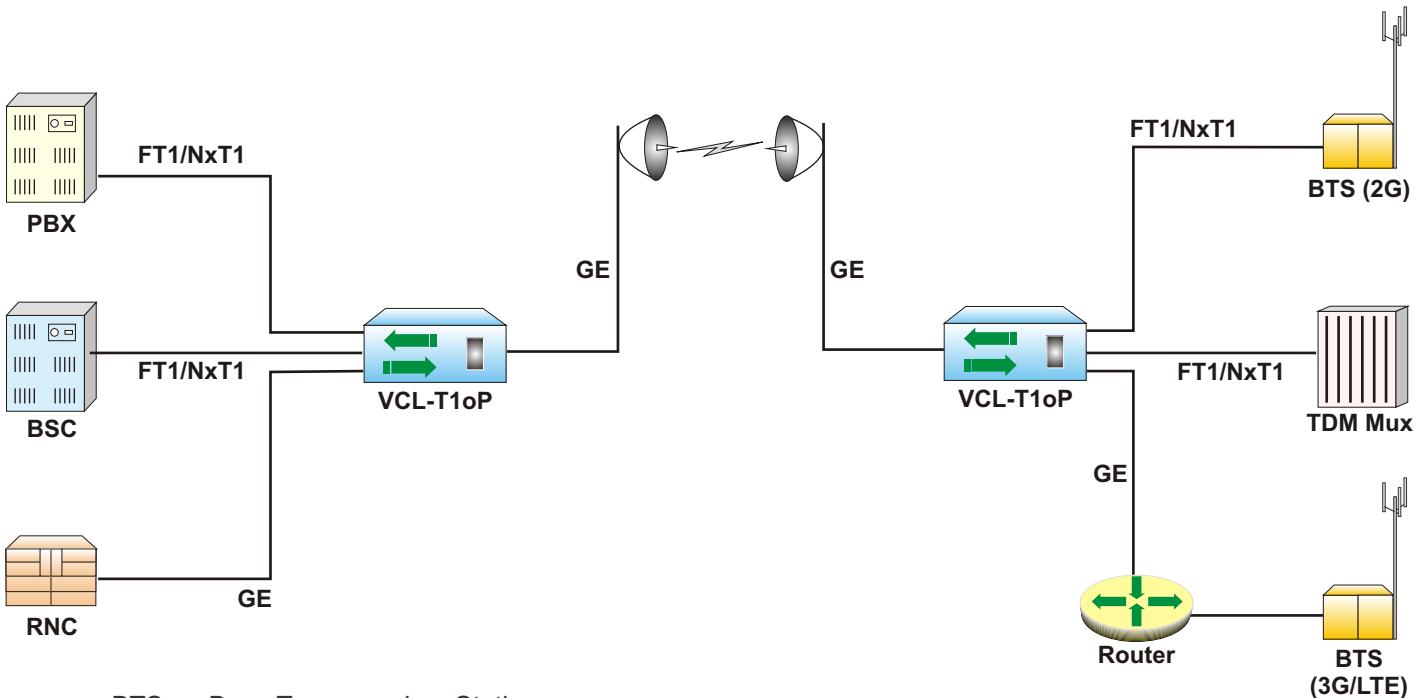 FT1/NxT1
PBX
FT1/NxT1
BSC
GE
RNC
VCL-T1oP
GE
GE
VCL-T1oP
FT1/NxT1
BTS (2G)
FT1/NxT1
TDM Mux
GE
Router
BTS
(3G/LTE)